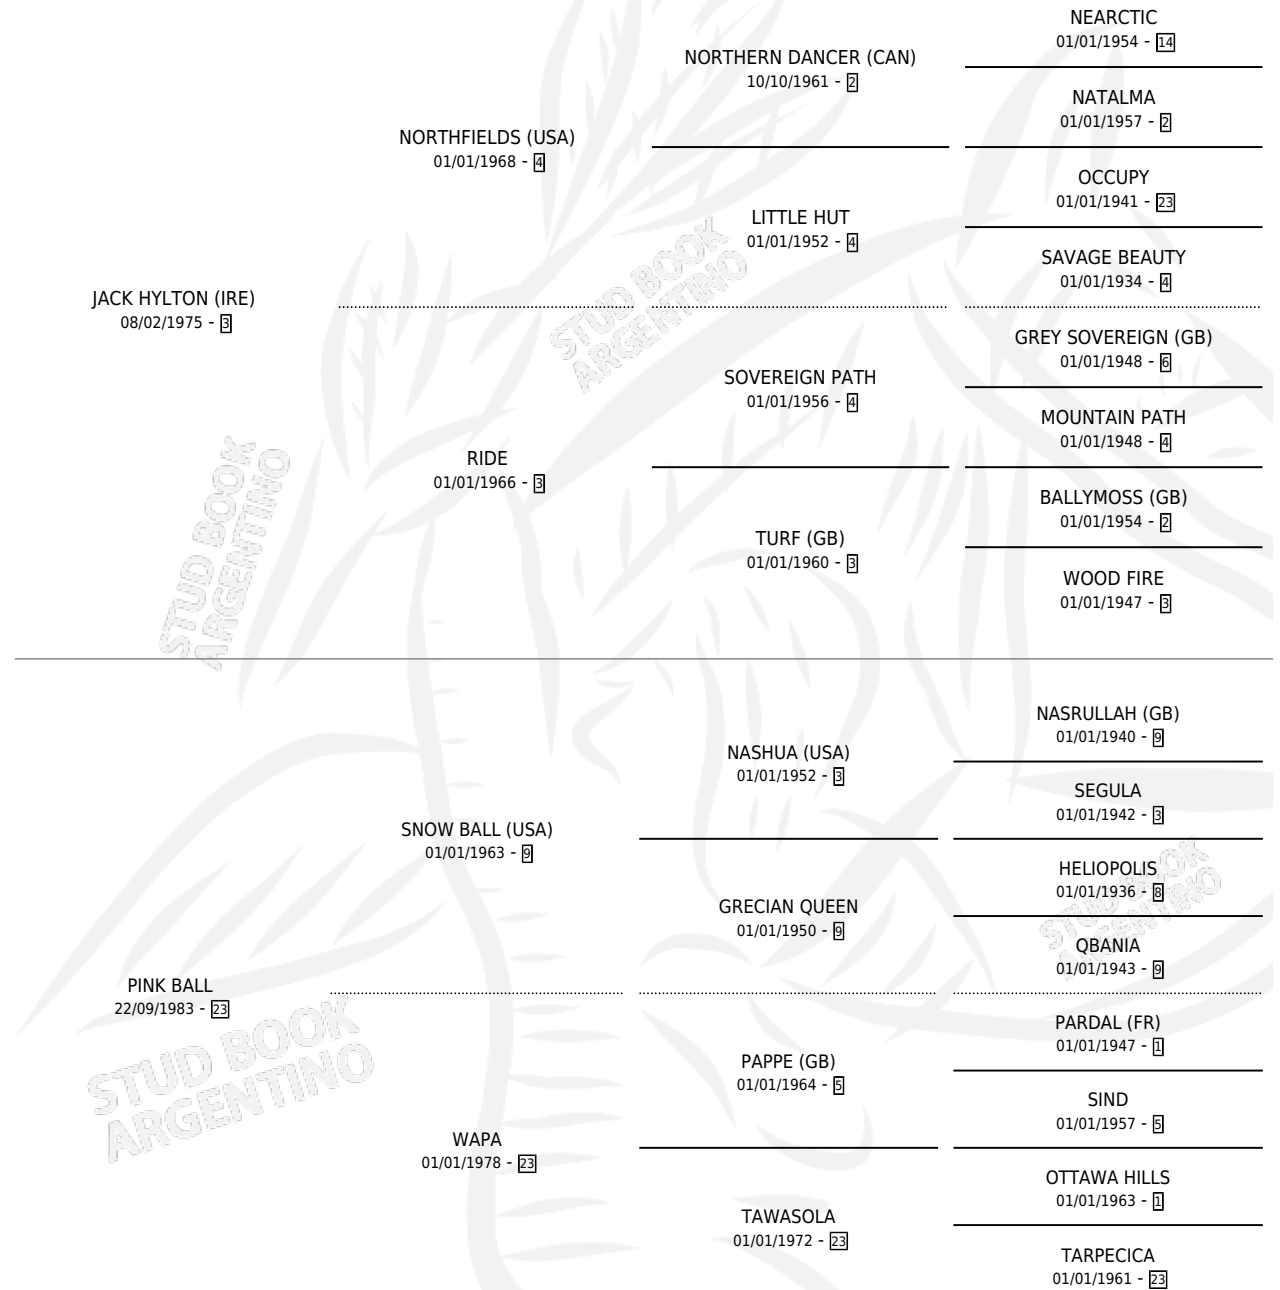 NEARCTIC
01/01/1954 - 14
NORTHERN DANCER (CAN)
10/10/1961 - 2
NATALMA
01/01/1957 - 2
NORTHFIELDS (USA)
01/01/1968 - 4
OCCUPY
01/01/1941 - 23
LITTLE HUT
01/01/1952 - 4
SAVAGE BEAUTY
01/01/1934 - 4
JACK HYLTON (IRE)
08/02/1975 - 3
GREY SOVEREIGN (GB)
01/01/1948 - 6
SOVEREIGN PATH
01/01/1956 - 4
MOUNTAIN PATH
01/01/1948 - 4
RIDE
01/01/1966 - 3
BALLYMOSS (GB)
01/01/1954 - 2
TURF (GB)
01/01/1960 - 3
WOOD FIRE
01/01/1947 - 3
STUD BOOK
ARGENTINO
STUD BOOK
ARGENTINO
NASRULLAH (GB)
01/01/1940 - 9
NASHUA (USA)
01/01/1952 - 3
SEGULA
01/01/1942 - 3
SNOW BALL (USA)
01/01/1963 - 9
HELIOPOLIS
01/01/1936 - 8
GRECIAN QUEEN
01/01/1950 - 9
QBANIA
01/01/1943 - 9
STUD BOOK
ARGENTINO
PINK BALL
22/09/1983 - 23
PARDAL (FR)
01/01/1947 - 1
PAPPE (GB)
01/01/1964 - 5
SIND
01/01/1957 - 5
STUD BOOK
ARGENTINO
WAPA
01/01/1978 - 23
OTTAWA HILLS
01/01/1963 - 1
TAWASOLA
01/01/1972 - 23
TARPECICA
01/01/1961 - 23